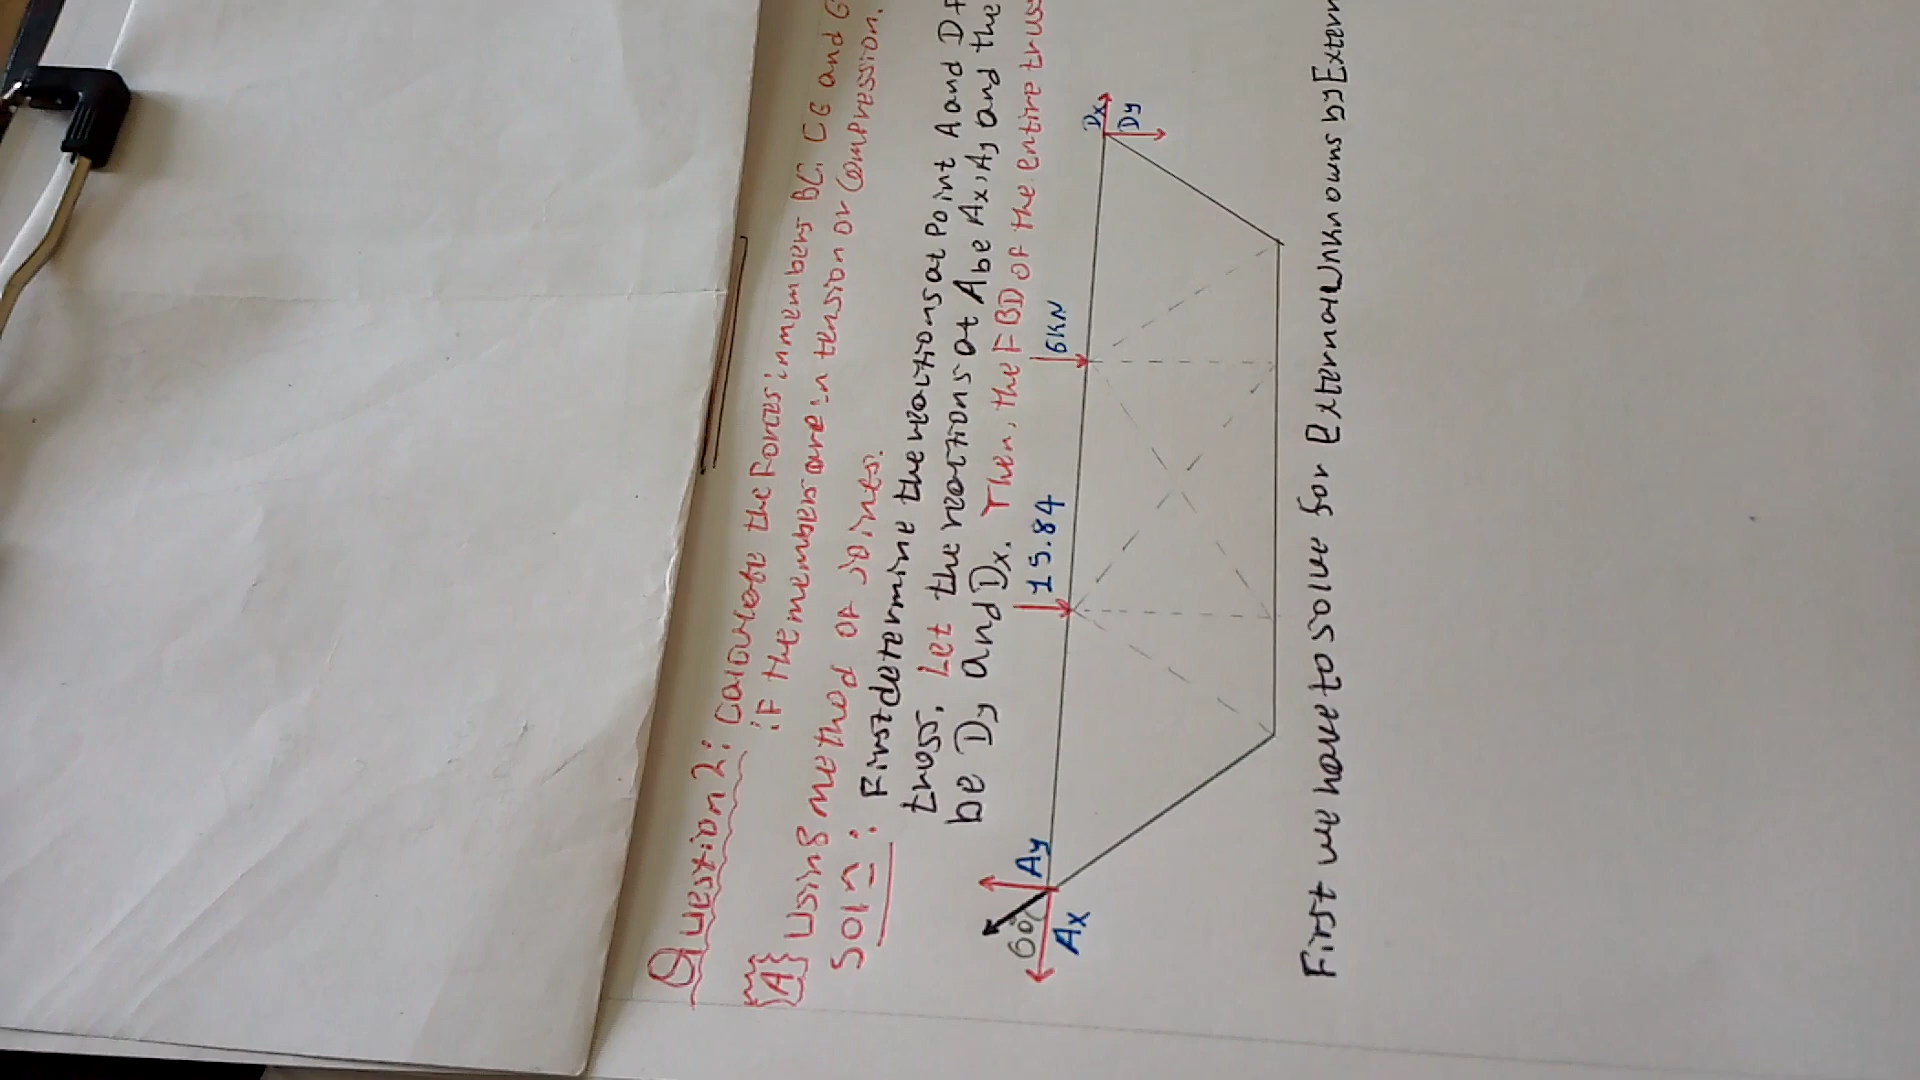 Question 2: Calculate the Forces in members BC, CG and G
if the members are in tension or Compression.
{A} Using method of joines.
Soln: First determine the reactions at Point A and D F
truss. Let the reactions at A be Ax, Ay and the
be Dy and Dx. Then, the FBD of the entire trus
15.84
6KN
Ay
60°
Ax
Dx
Dy
First we have to solve for External Unknowns by [Extern